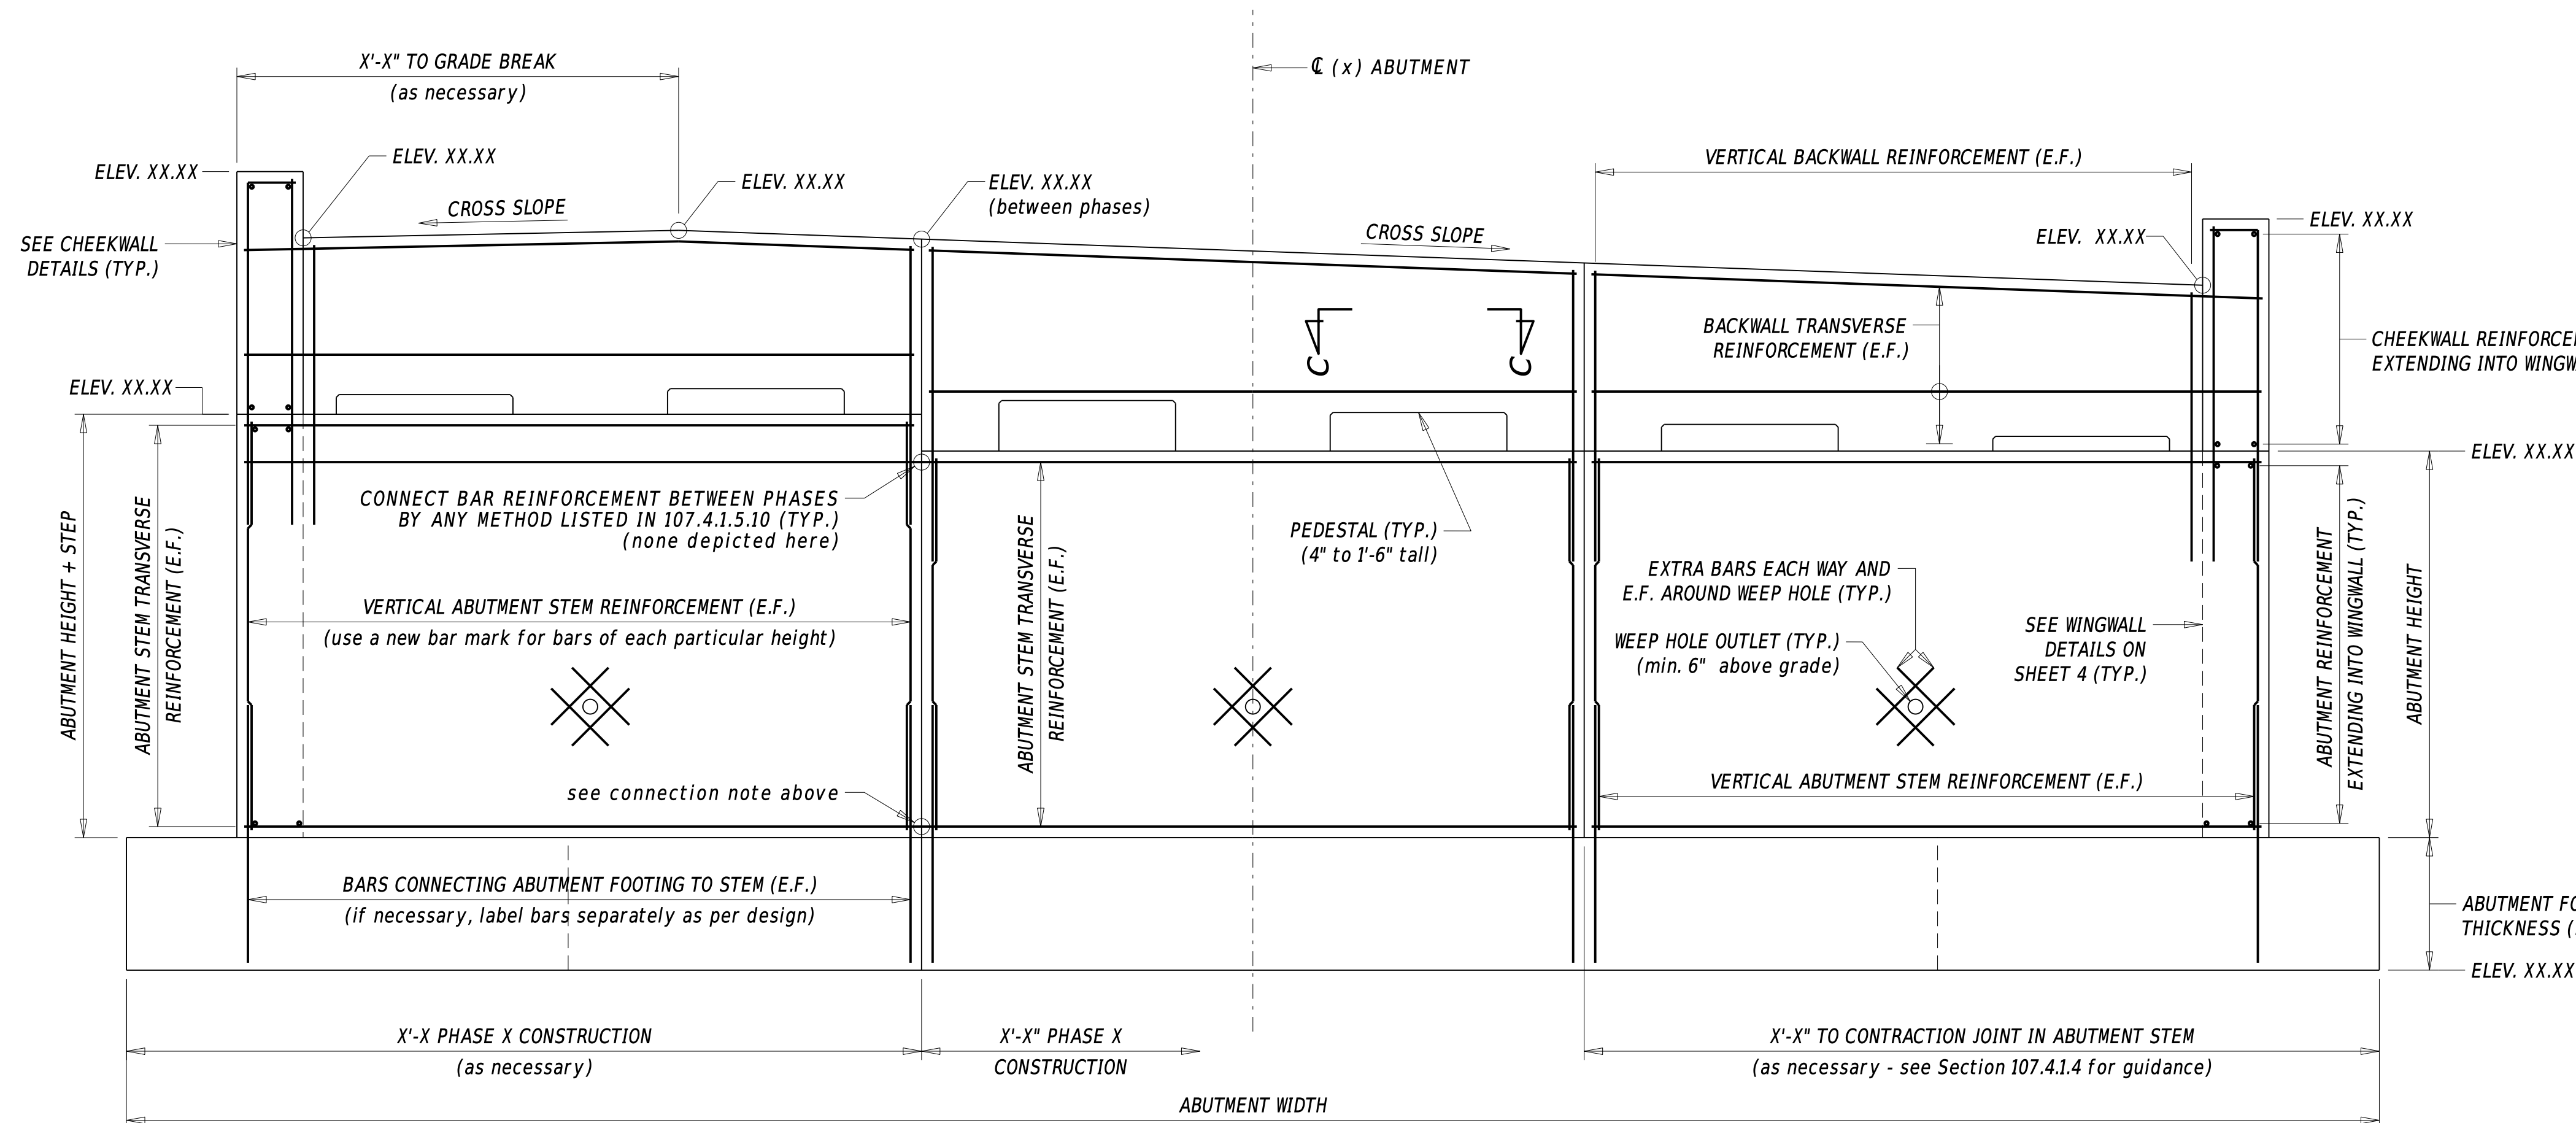 X'-X" TO GRADE BREAK
(as necessary)
℄ (x) ABUTMENT
ELEV. XX.XX
ELEV. XX.XX
ELEV. XX.XX
ELEV. XX.XX
(between phases)
VERTICAL BACKWALL REINFORCEMENT (E.F.)
CROSS SLOPE
CROSS SLOPE
ELEV. XX.XX
ELEV. XX.XX
SEE CHEEKWALL
DETAILS (TYP.)
C
C
BACKWALL TRANSVERSE
REINFORCEMENT (E.F.)
CHEEKWALL REINFORCE
EXTENDING INTO WINGW
ELEV. XX.XX
ELEV. XX.XX
CONNECT BAR REINFORCEMENT BETWEEN PHASES
BY ANY METHOD LISTED IN 107.4.1.5.10 (TYP.)
(none depicted here)
PEDESTAL (TYP.)
(4" to 1'-6" tall)
ABUTMENT HEIGHT + STEP
ABUTMENT STEM TRANSVERSE
REINFORCEMENT (E.F.)
ABUTMENT STEM TRANSVERSE
REINFORCEMENT (E.F.)
EXTRA BARS EACH WAY AND
E.F. AROUND WEEP HOLE (TYP.)
VERTICAL ABUTMENT STEM REINFORCEMENT (E.F.)
(use a new bar mark for bars of each particular height)
WEEP HOLE OUTLET (TYP.)
(min. 6" above grade)
SEE WINGWALL
DETAILS ON
SHEET 4 (TYP.)
ABUTMENT REINFORCEMENT
EXTENDING INTO WINGWALL (TYP.)
ABUTMENT HEIGHT
see connection note above
VERTICAL ABUTMENT STEM REINFORCEMENT (E.F.)
BARS CONNECTING ABUTMENT FOOTING TO STEM (E.F.)
(if necessary, label bars separately as per design)
ABUTMENT FO
THICKNESS (
ELEV. XX.XX
X'-X PHASE X CONSTRUCTION
(as necessary)
X'-X" PHASE X
CONSTRUCTION
X'-X" TO CONTRACTION JOINT IN ABUTMENT STEM
(as necessary - see Section 107.4.1.4 for guidance)
ABUTMENT WIDTH